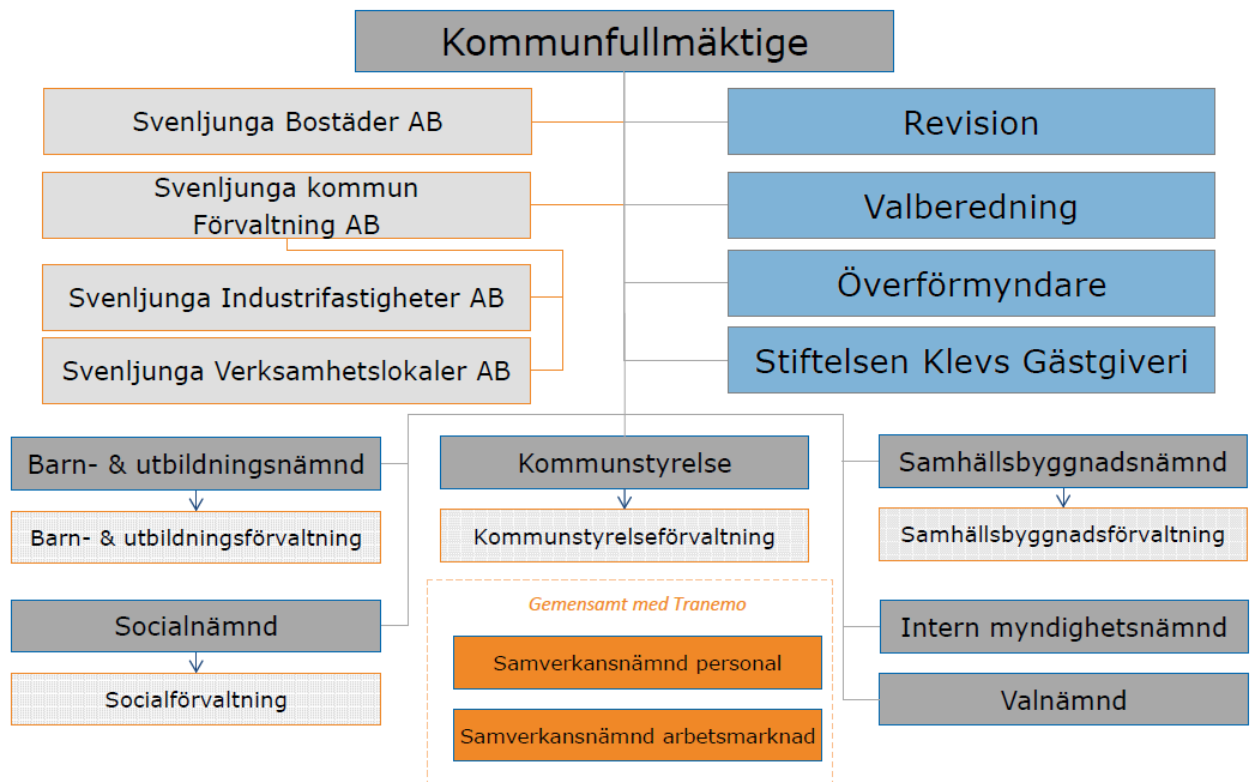 Kommunfullmäktige
Svenljunga Bostäder AB
Revision
Svenljunga kommun
Förvaltning AB
Valberedning
Svenljunga Industrifastigheter AB
Överförmyndare
Svenljunga Verksamhetslokaler AB
Stiftelsen Klevs Gästgiveri
Barn- & utbildningsnämnd
Kommunstyrelse
Samhällsbyggnadsnämnd
Barn- & utbildningsförvaltning
Kommunstyrelseförvaltning
Samhällsbyggnadsförvaltning
Gemensamt med Tranemo
Socialnämnd
Intern myndighetsnämnd
Samverkansnämnd personal
Socialförvaltning
Valnämnd
Samverkansnämnd arbetsmarknad